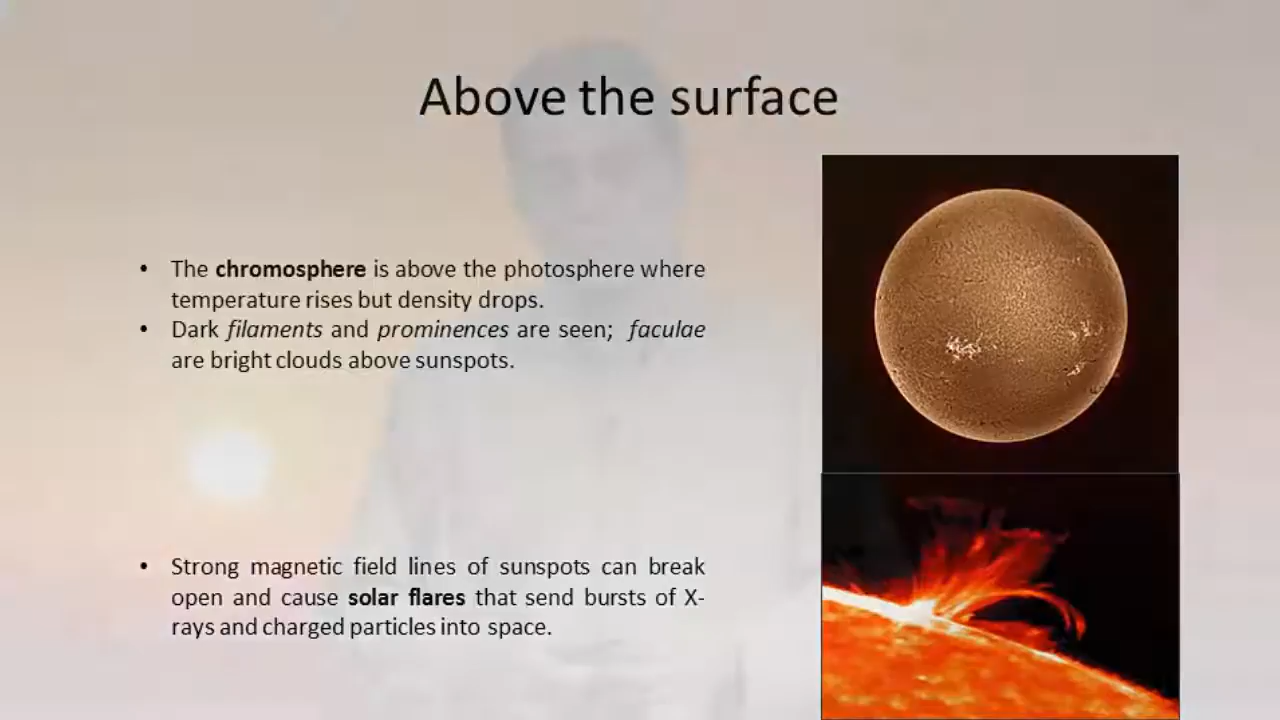 Above the surface
• The chromosphere is above the photosphere where
temperature rises but density drops.
• Dark filaments and prominences are seen; faculae
are bright clouds above sunspots.
• Strong magnetic field lines of sunspots can break
open and cause solar flares that send bursts of X-
rays and charged particles into space.